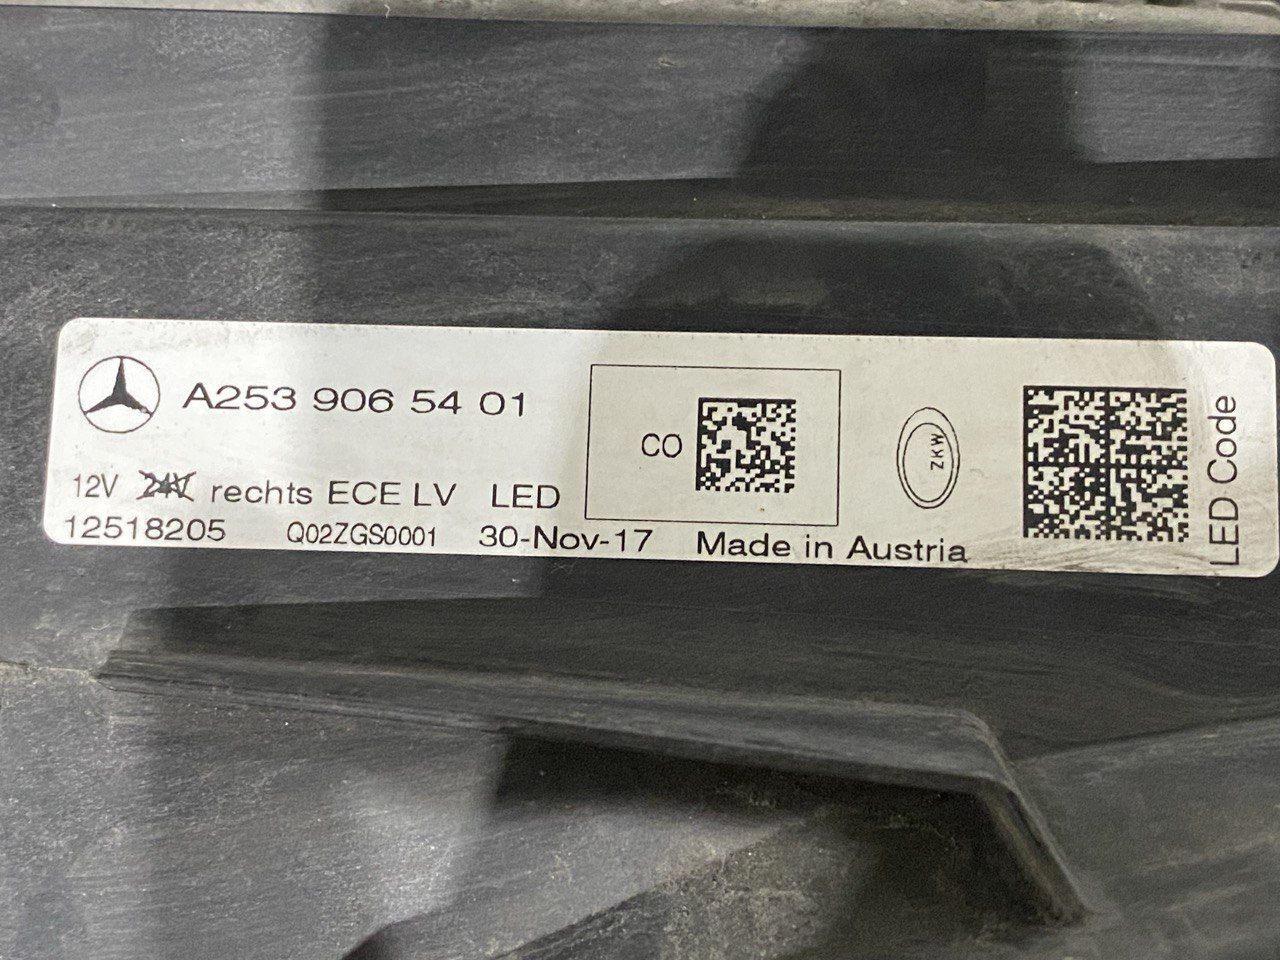 A253 906 54 01
CO
ZKW
LED Code
12V 24V rechts ECE LV LED
12518205 Q02ZGS0001 30-Nov-17 Made in Austria